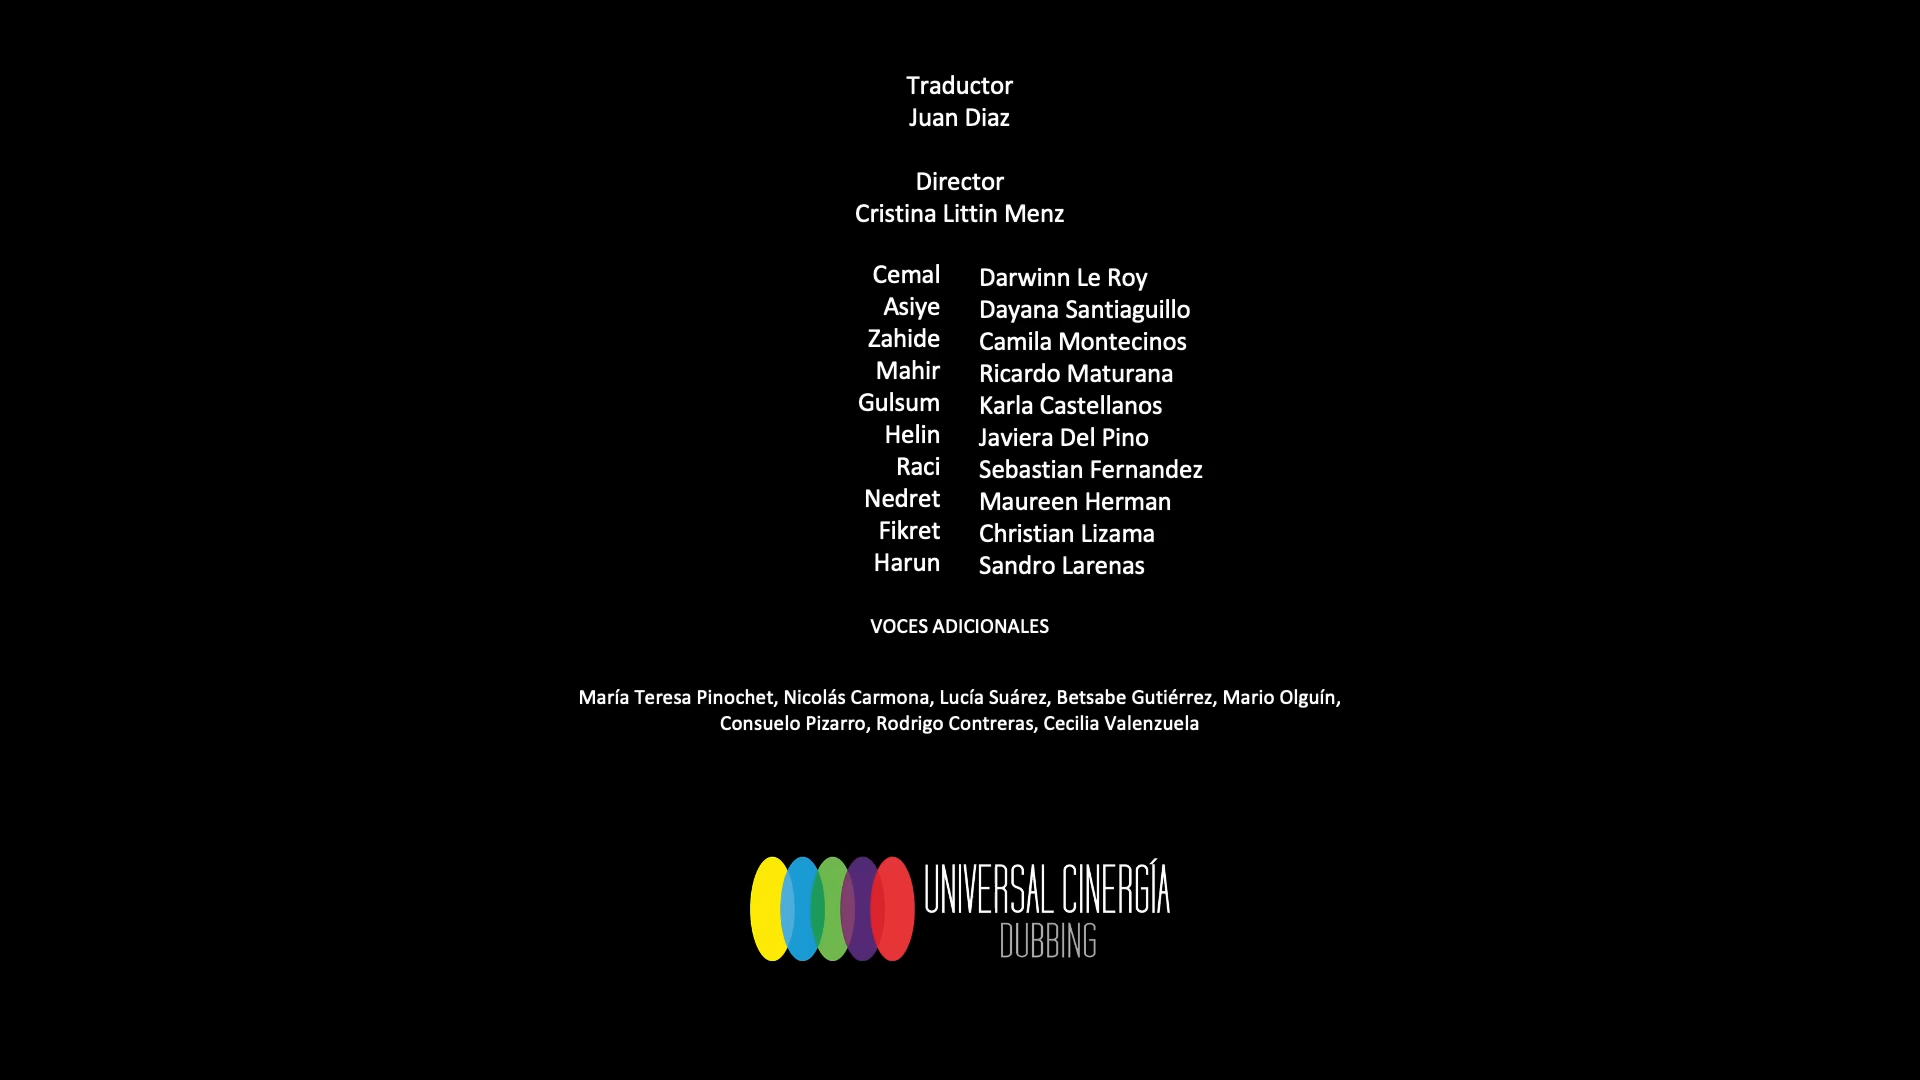 Traductor
Juan Diaz
Director
Cristina Littin Menz
Cemal Darwinn Le Roy
Asiye Dayana Santiaguillo
Zahide Camila Montecinos
Mahir Ricardo Maturana
Gulsum Karla Castellanos
Helin Javiera Del Pino
Raci Sebastian Fernandez
Nedret Maureen Herman
Fikret Christian Lizama
Harun Sandro Larenas
VOCES ADICIONALES
María Teresa Pinochet, Nicolás Carmona, Lucía Suárez, Betsabe Gutiérrez, Mario Olguín,
Consuelo Pizarro, Rodrigo Contreras, Cecilia Valenzuela
UNIVERSAL CINERGÍA
DUBBING